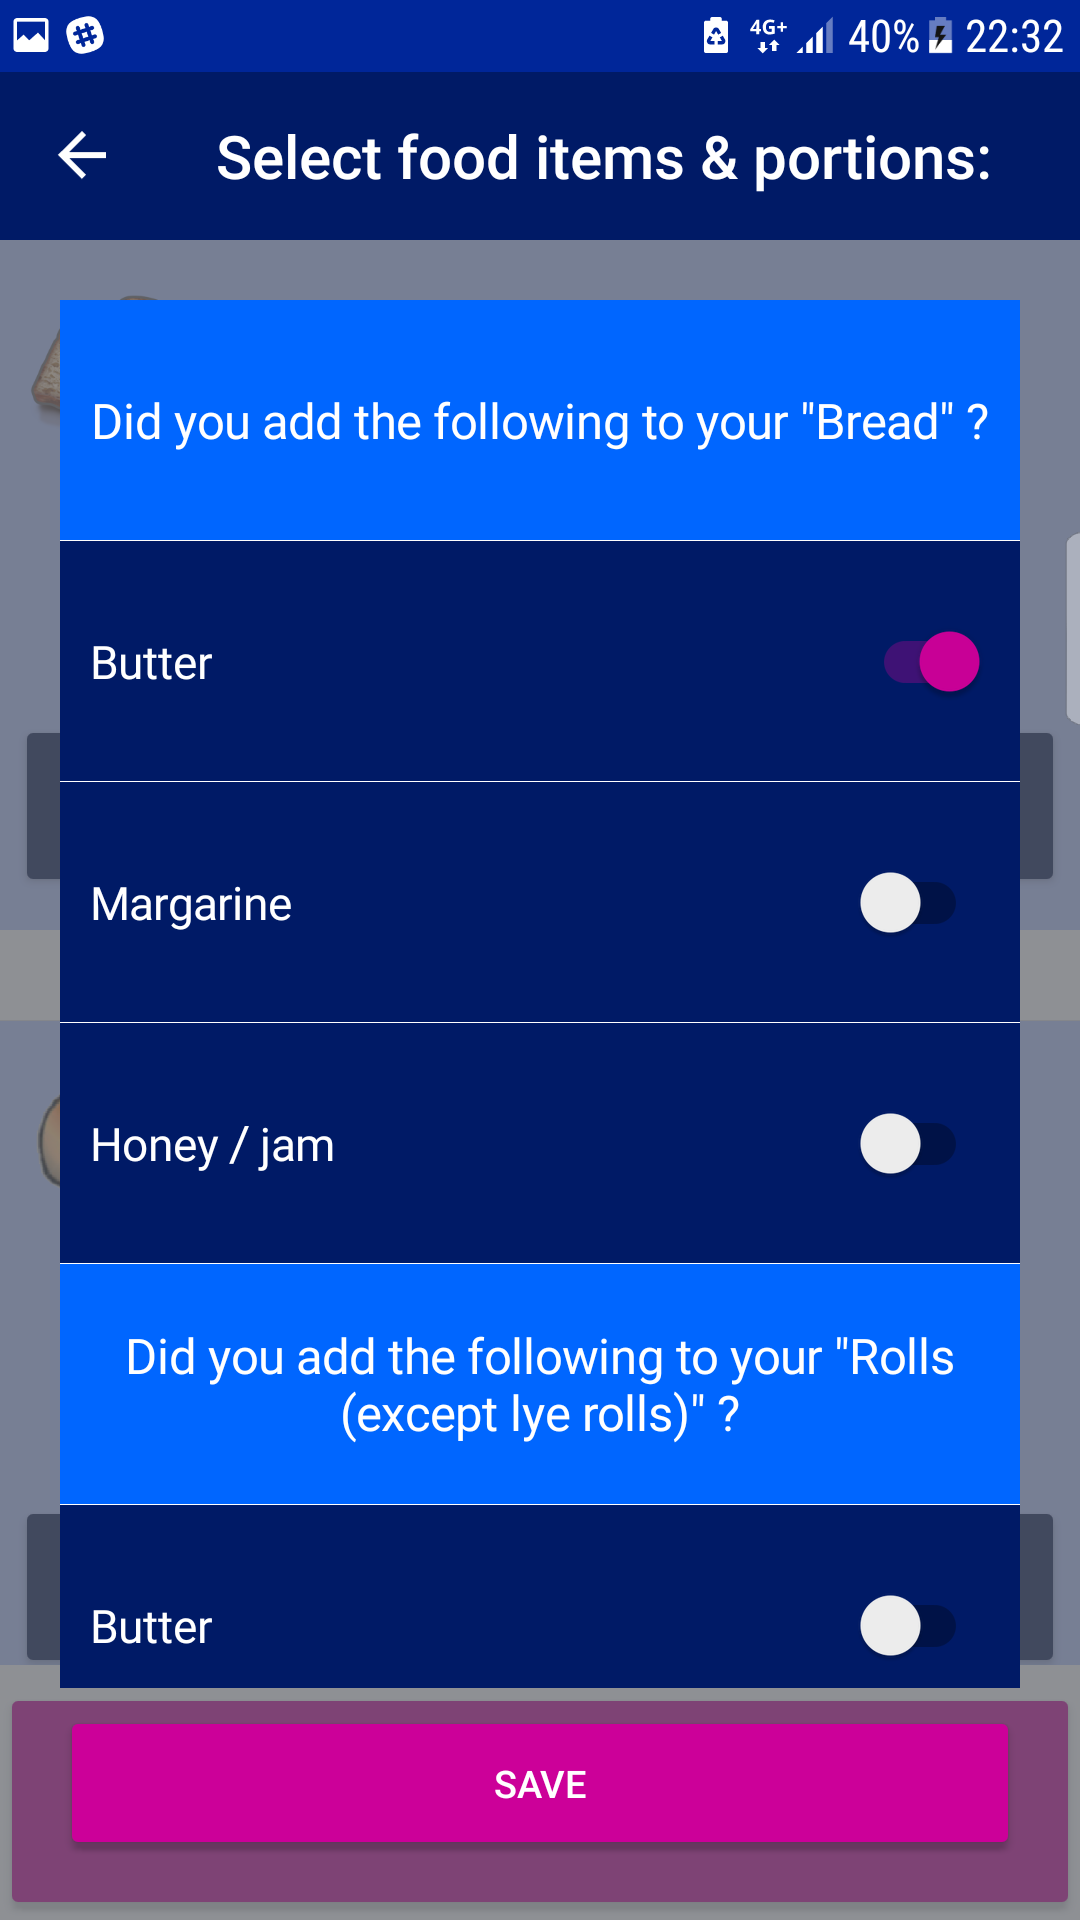 4G+ 40% 22:32
Select food items & portions:
Did you add the following to your "Bread" ?
Butter
Margarine
Honey / jam
Did you add the following to your "Rolls
(except lye rolls)" ?
Butter
SAVE